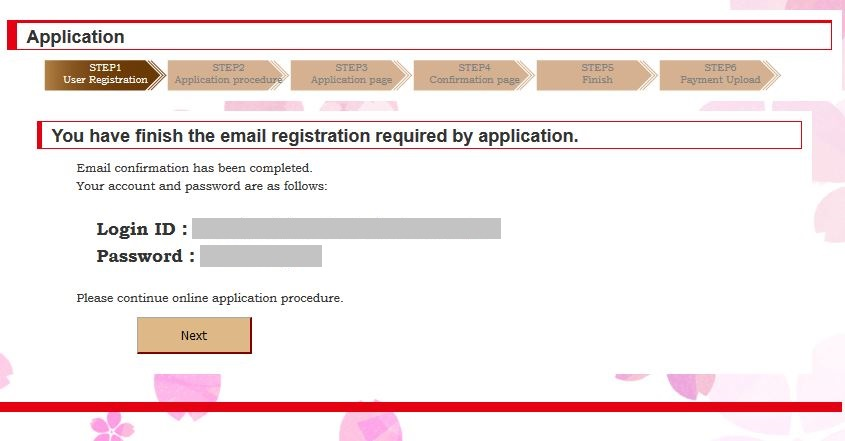 Application
STEP1 STEP2 STEP3 STEP4 STEP5 STEP6
User Registration Application procedure Application page Confirmation page Finish Payment Upload
You have finish the email registration required by application.
Email confirmation has been completed.
Your account and password are as follows:
Login ID :
Password :
Please continue online application procedure.
Next